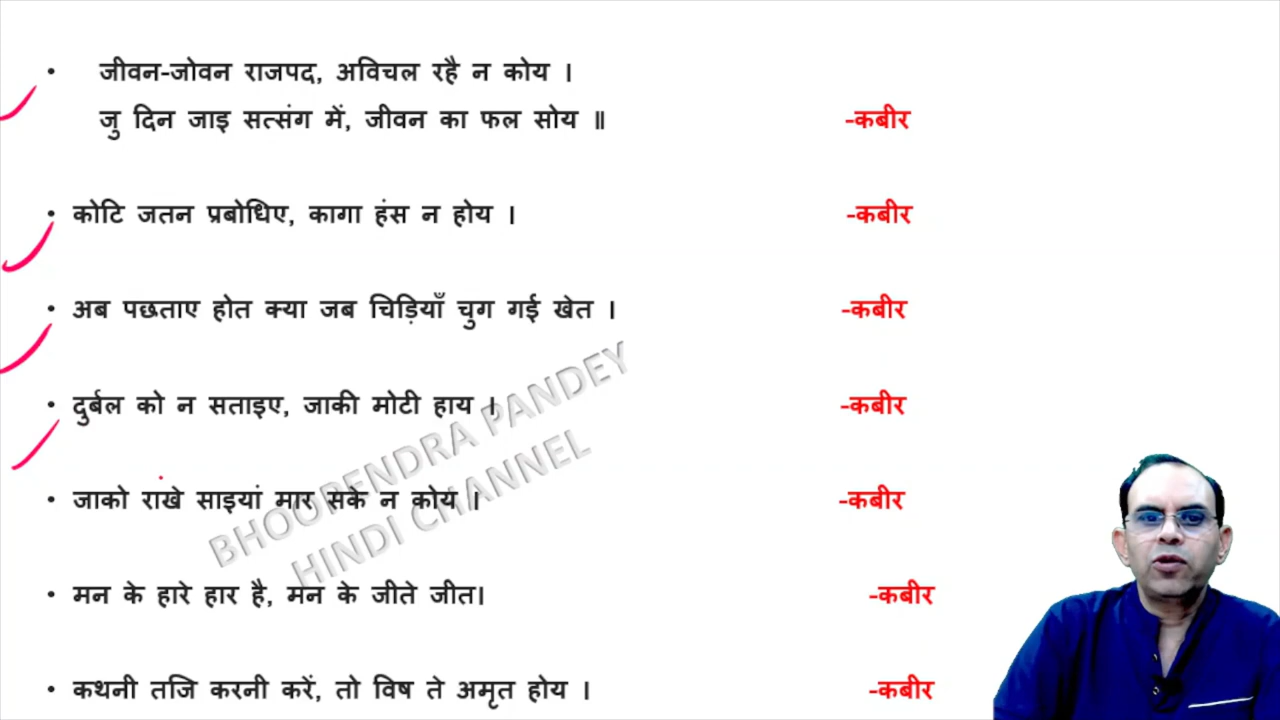 • जीवन-जोवन राजपद, अविचल रहै न कोय ।
जु दिन जाइ सत्संग में, जीवन का फल सोय ॥ -कबीर
• कोटि जतन प्रबोधिए, कागा हंस न होय । -कबीर
• अब पछताए होत क्या जब चिड़ियाँ चुग गई खेत । -कबीर
• दुर्बल को न सताइए, जाकी मोटी हाय । -कबीर
• जाको राखे साइयां मार सके न कोय । -कबीर
• मन के हारे हार है, मन के जीते जीत। -कबीर
• कथनी तजि करनी करें, तो विष ते अमृत होय । -कबीर
BHOOPENDRA PANDEY
HINDI CHANNEL